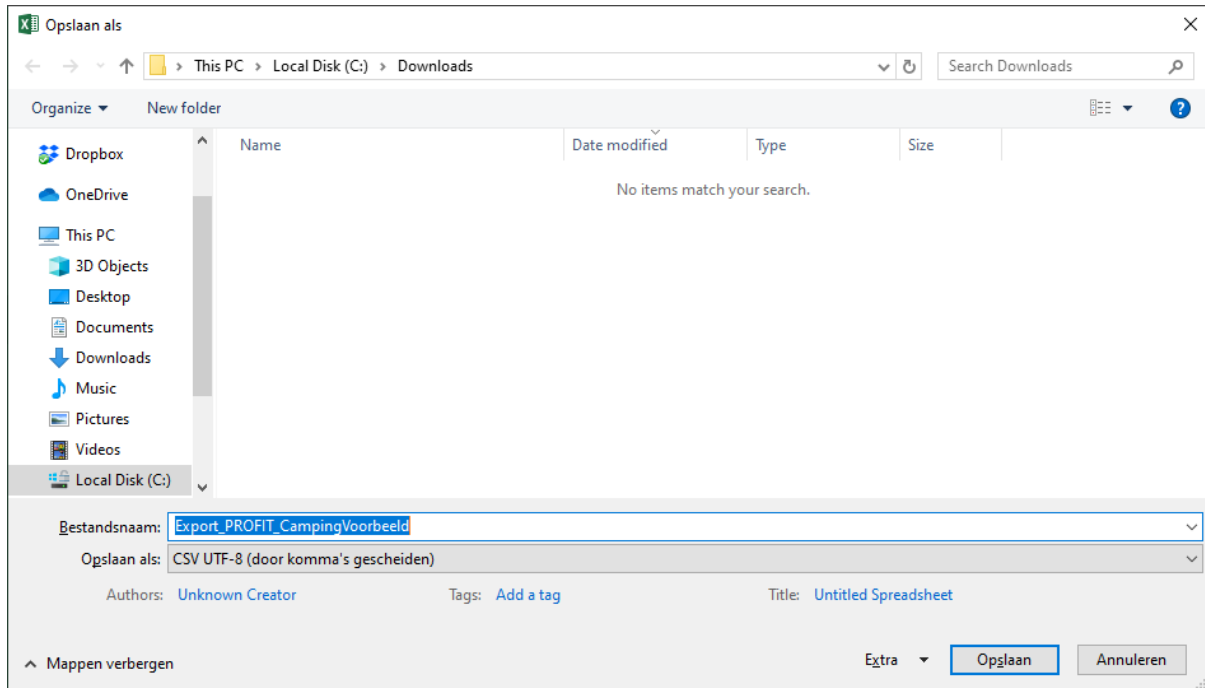 Opslaan als
This PC > Local Disk (C:) > Downloads
Search Downloads
Organize
New folder
?
Name
Date modified
Type
Size
No items match your search.
Dropbox
OneDrive
This PC
3D Objects
Desktop
Documents
Downloads
Music
Pictures
Videos
Local Disk (C:)
Bestandsnaam: Export_PROFIT_CampingVoorbeeld
Opslaan als: CSV UTF-8 (door komma's gescheiden)
Authors: Unknown Creator Tags: Add a tag Title: Untitled Spreadsheet
Mappen verbergen Extra Opslaan Annuleren